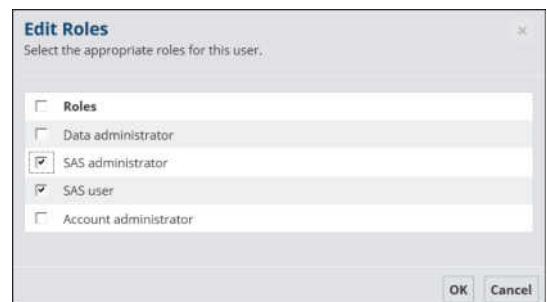 Edit Roles
Select the appropriate roles for this user.
Roles
Data administrator
SAS administrator
SAS user
Account administrator
OK Cancel